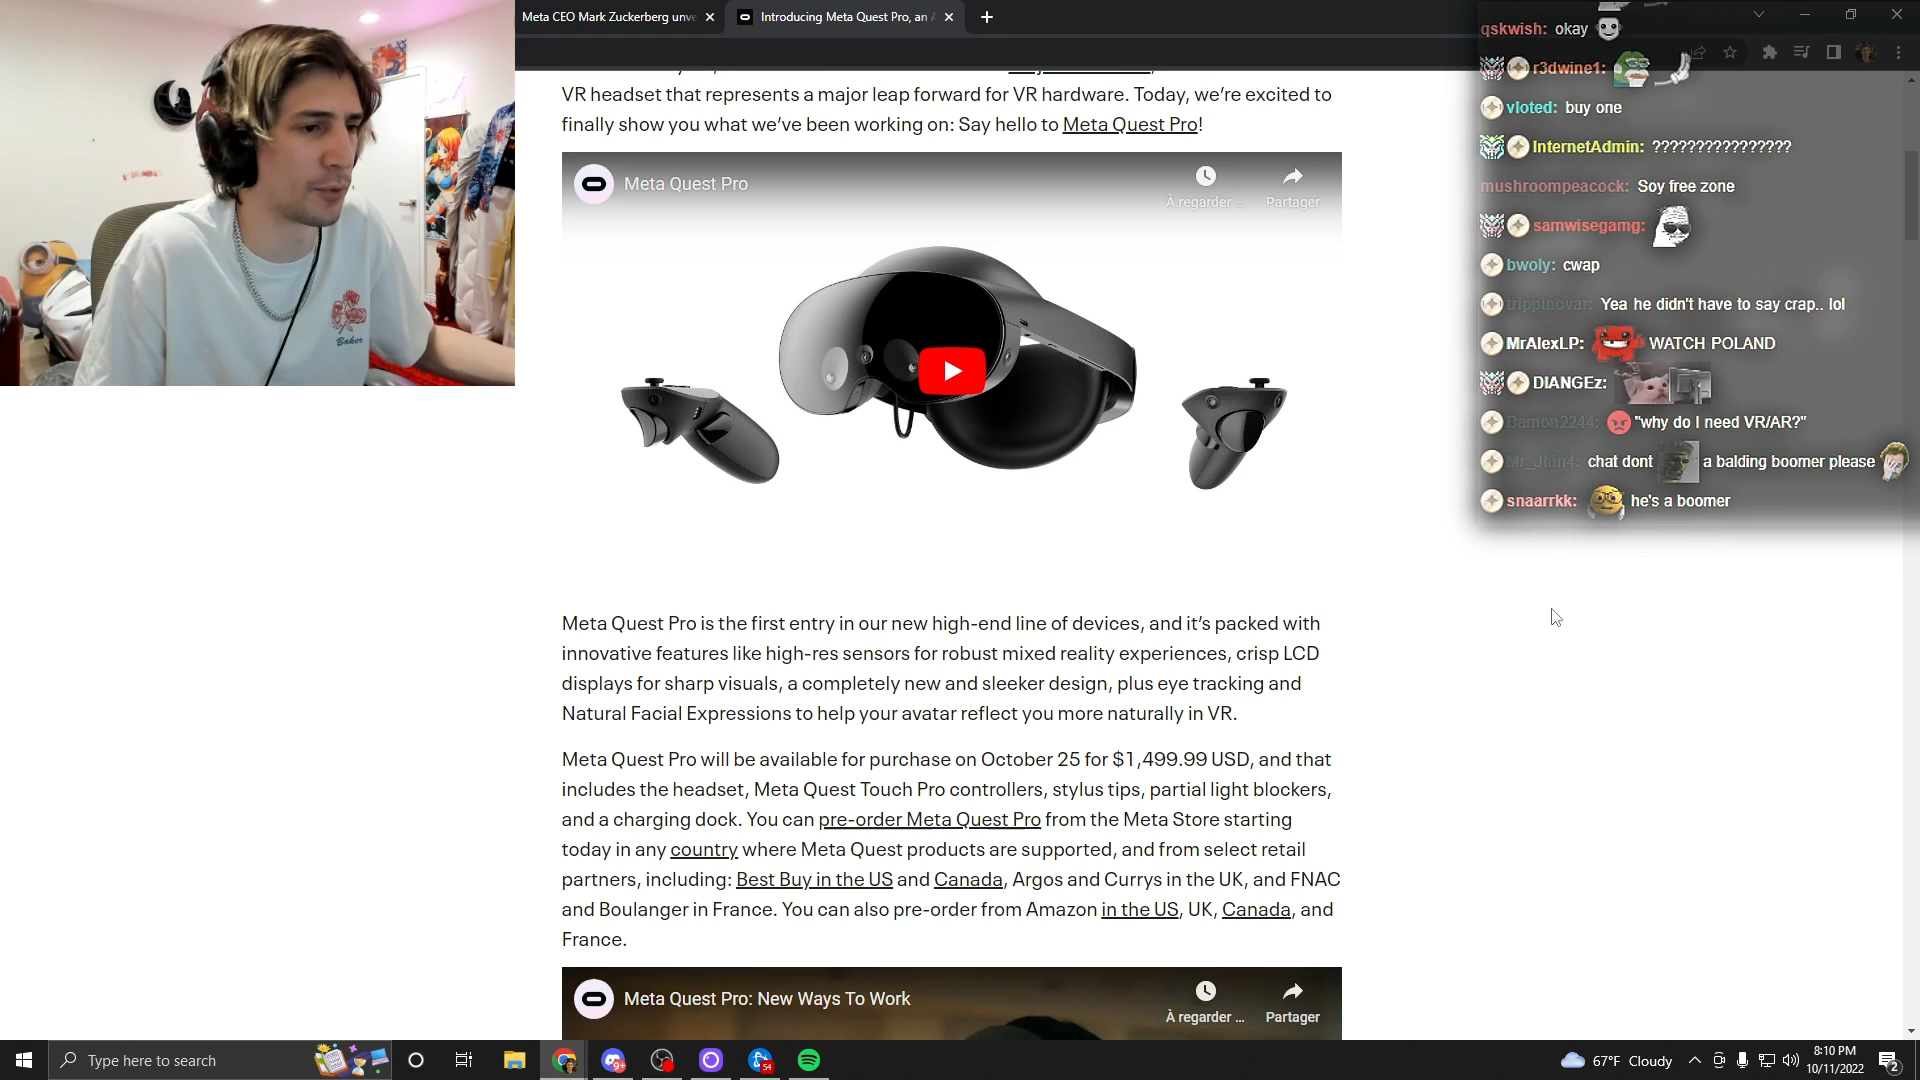 Meta CEO Mark Zuckerberg unve
Introducing Meta Quest Pro, an
VR headset that represents a major leap forward for VR hardware. Today, we're excited to
finally show you what we've been working on: Say hello to Meta Quest Pro!
Meta Quest Pro
À regarder ...
Partager
Meta Quest Pro is the first entry in our new high-end line of devices, and it's packed with
innovative features like high-res sensors for robust mixed reality experiences, crisp LCD
displays for sharp visuals, a completely new and sleeker design, plus eye tracking and
Natural Facial Expressions to help your avatar reflect you more naturally in VR.
Meta Quest Pro will be available for purchase on October 25 for $1,499.99 USD, and that
includes the headset, Meta Quest Touch Pro controllers, stylus tips, partial light blockers,
and a charging dock. You can pre-order Meta Quest Pro from the Meta Store starting
today in any country where Meta Quest products are supported, and from select retail
partners, including: Best Buy in the US and Canada, Argos and Currys in the UK, and FNAC
and Boulanger in France. You can also pre-order from Amazon in the US, UK, Canada, and
France.
Meta Quest Pro: New Ways To Work
À regarder ...
Partager
qskwish: okay
r3dwine1:
vloted: buy one
InternetAdmin: ????????????????
mushroompeacock: Soy free zone
samwisegamg:
bwoly: cwap
trippinovar: Yea he didn't have to say crap.. lol
MrAlexLP: WATCH POLAND
DIANGEz:
Damon2244: "why do I need VR/AR?"
Mr_Jhin4: chat dont a balding boomer please
snaarrkk: he's a boomer
Baker
Type here to search
9+
54
67°F Cloudy
8:10 PM
10/11/2022
2